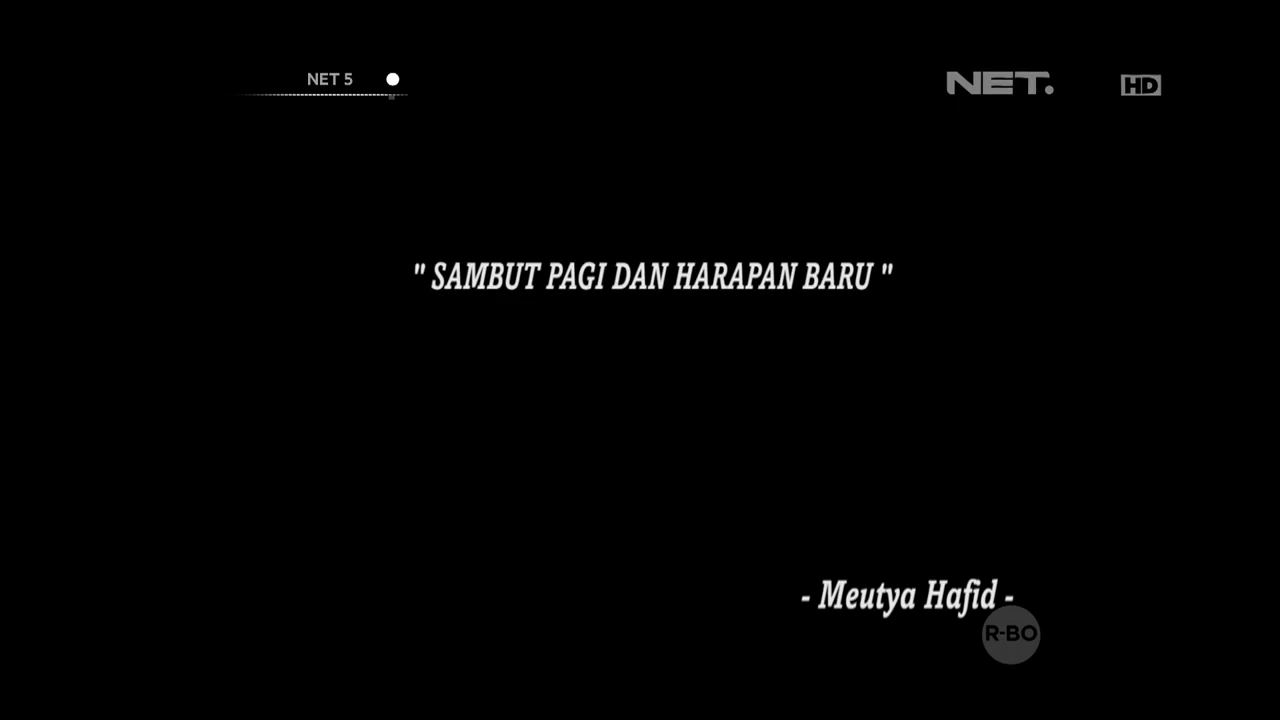 NET 5
NET.
HD
" SAMBUT PAGI DAN HARAPAN BARU "
- Meutya Hafid -
R-BO